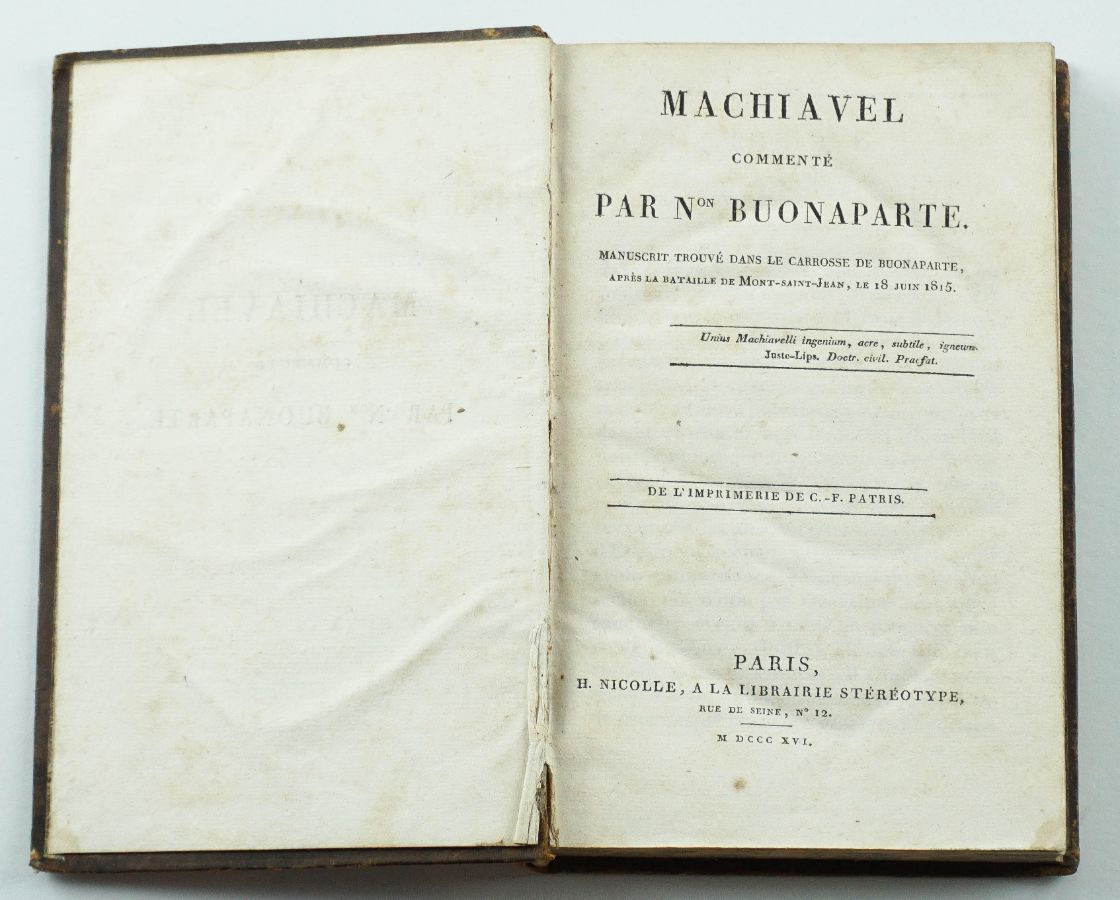 MACHIAVEL
COMMENTÉ
PAR Nᴼᴺ BUONAPARTE.
MANUSCRIT TROUVÉ DANS LE CARROSSE DE BUONAPARTE,
APRÈS LA BATAILLE DE MONT-SAINT-JEAN, LE 18 JUIN 1815.
Unius Machiavelli ingenium, acre, subtile, igneum.
Juste-Lips. Doctr. civil. Praefat.
DE L'IMPRIMERIE DE C.-F. PATRIS.
PARIS,
H. NICOLLE, A LA LIBRAIRIE STÉRÉOTYPE,
RUE DE SEINE, N° 12.
M DCCC XVI.